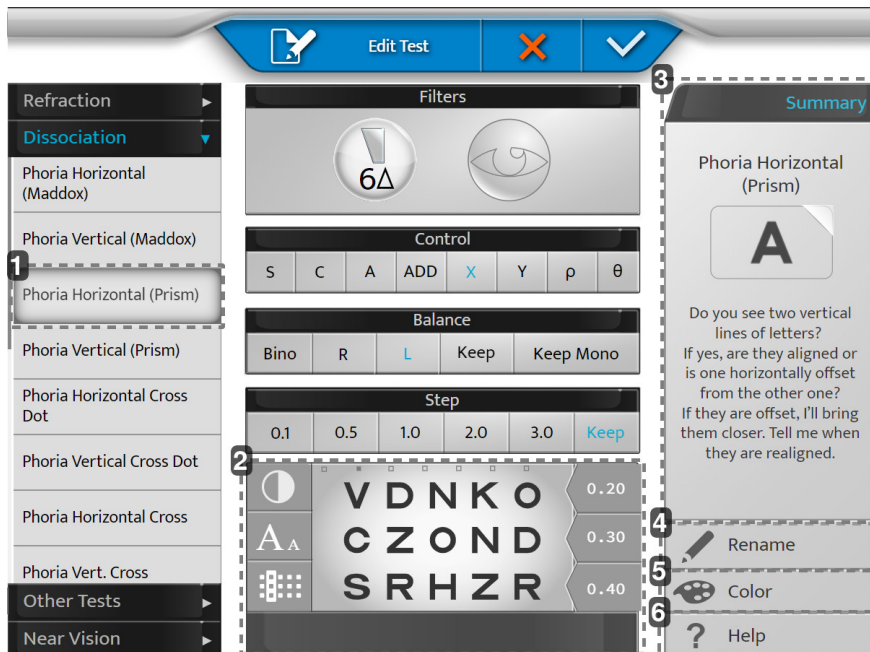 Edit Test
Refraction
Dissociation
Phoria Horizontal
(Maddox)
Phoria Vertical (Maddox)
1
Phoria Horizontal (Prism)
Phoria Vertical (Prism)
Phoria Horizontal Cross
Dot
Phoria Vertical Cross Dot
Phoria Horizontal Cross
Phoria Vert. Cross
Other Tests
Near Vision
Filters
6Δ
Control
S C A ADD X Y ρ θ
Balance
Bino R L Keep Keep Mono
Step
0.1 0.5 1.0 2.0 3.0 Keep
2
A A
V D N K O 0.20
C Z O N D 0.30
S R H Z R 0.40
3
Summary
Phoria Horizontal
(Prism)
A
Do you see two vertical
lines of letters?
If yes, are they aligned or
is one horizontally offset
from the other one?
If they are offset, I'll bring
them closer. Tell me when
they are realigned.
4
Rename
5
Color
6
? Help